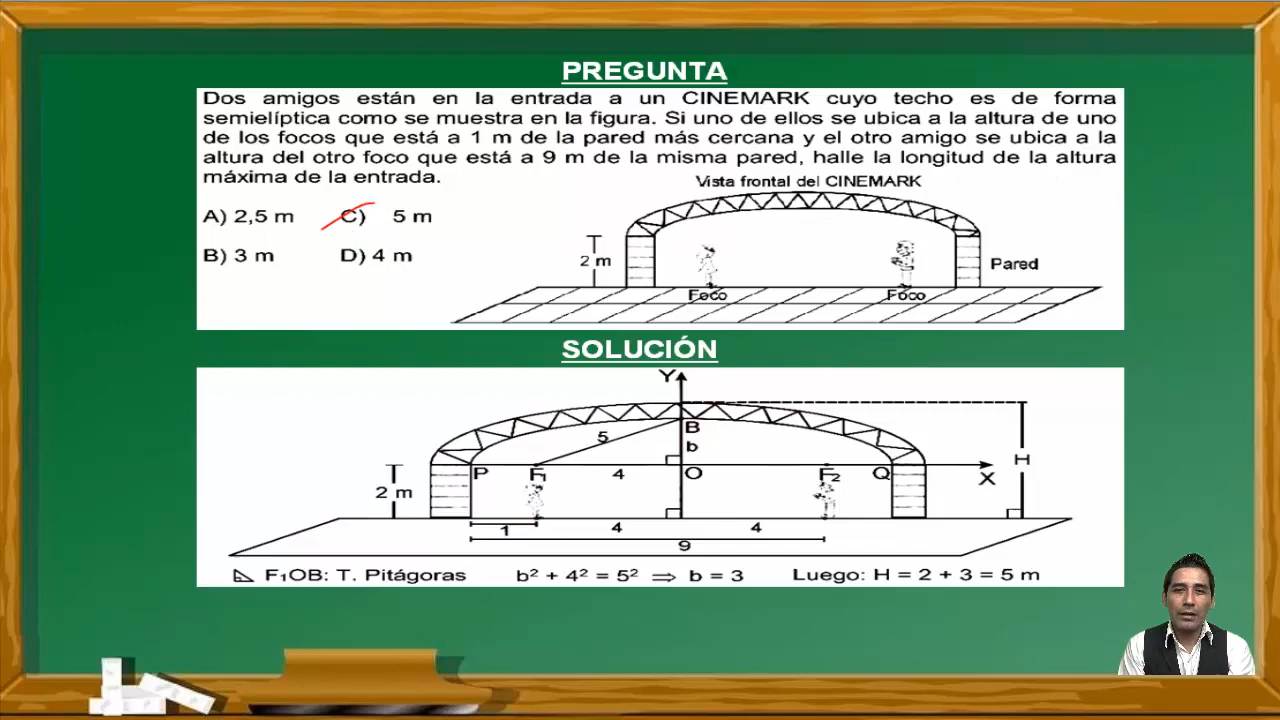 PREGUNTA
Dos amigos están en la entrada a un CINEMARK cuyo techo es de forma
semielíptica como se muestra en la figura. Si uno de ellos se ubica a la altura de uno
de los focos que está a 1 m de la pared más cercana y el otro amigo se ubica a la
altura del otro foco que está a 9 m de la misma pared, halle la longitud de la altura
máxima de la entrada.
Vista frontal del CINEMARK
A) 2,5 m C) 5 m
B) 3 m D) 4 m
2 m
Pared
Foco Foco
SOLUCIÓN
Y
B
5
b
H
P F1 4 O F2 Q
X
2 m
1 4 4
9
F₁OB: T. Pitágoras b² + 4² = 5² ⇒ b = 3 Luego: H = 2 + 3 = 5 m